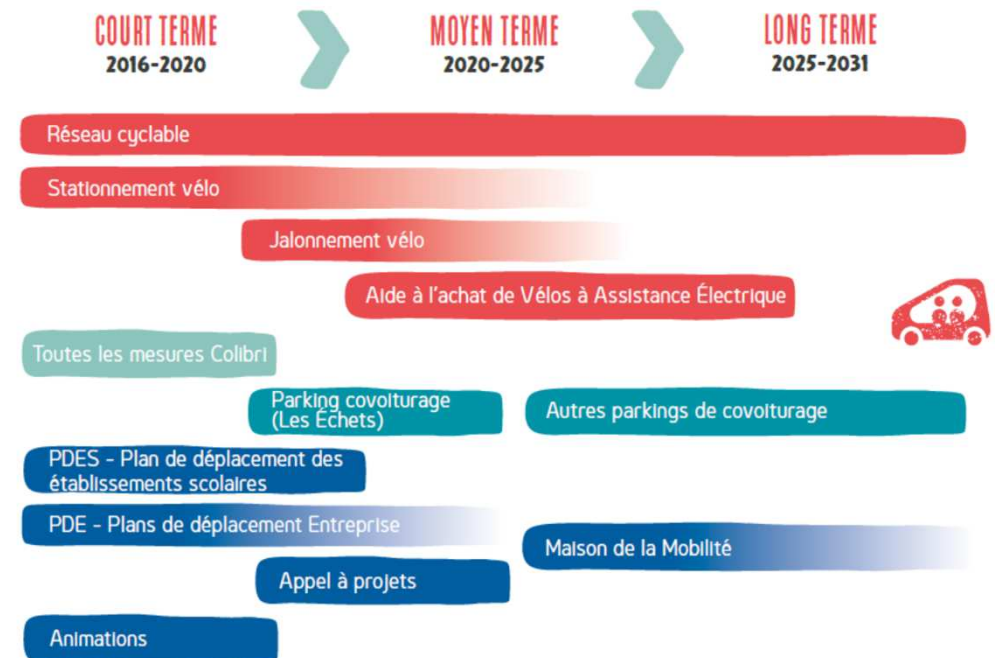 COURT TERME
2016-2020
MOYEN TERME
2020-2025
LONG TERME
2025-2031
Réseau cyclable
Stationnement vélo
Jalonnement vélo
Aide à l'achat de Vélos à Assistance Électrique
Toutes les mesures Colibri
Parking covoiturage
(Les Échets)
Autres parkings de covoiturage
PDES - Plan de déplacement des
établissements scolaires
PDE - Plans de déplacement Entreprise
Maison de la Mobilité
Appel à projets
Animations